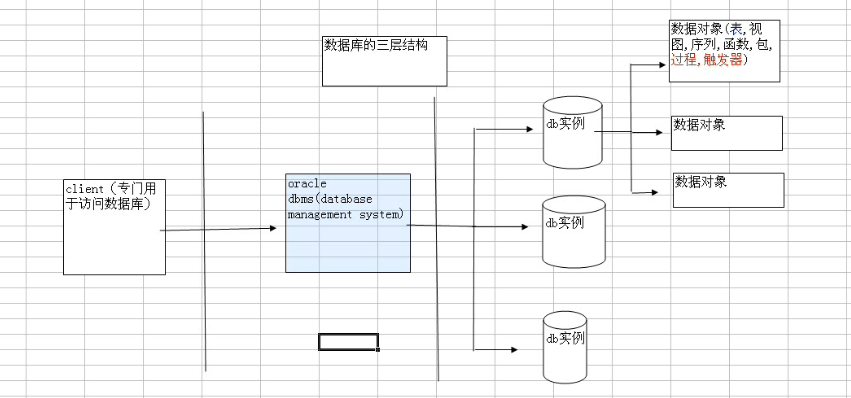 数据库的三层结构
数据对象(表,视
图,序列,函数,包,
过程,触发器)
db实例
数据对象
数据对象
client（专门用
于访问数据库）
oracle
dbms(database
management system)
db实例
db实例